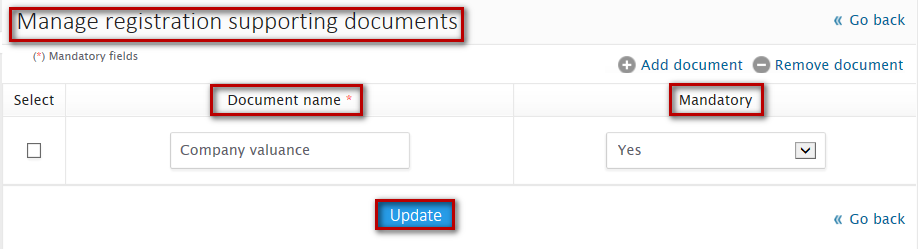 Manage registration supporting documents
« Go back
(*) Mandatory fields
Add document Remove document
Select Document name * Mandatory
Company valuance Yes
Update
« Go back